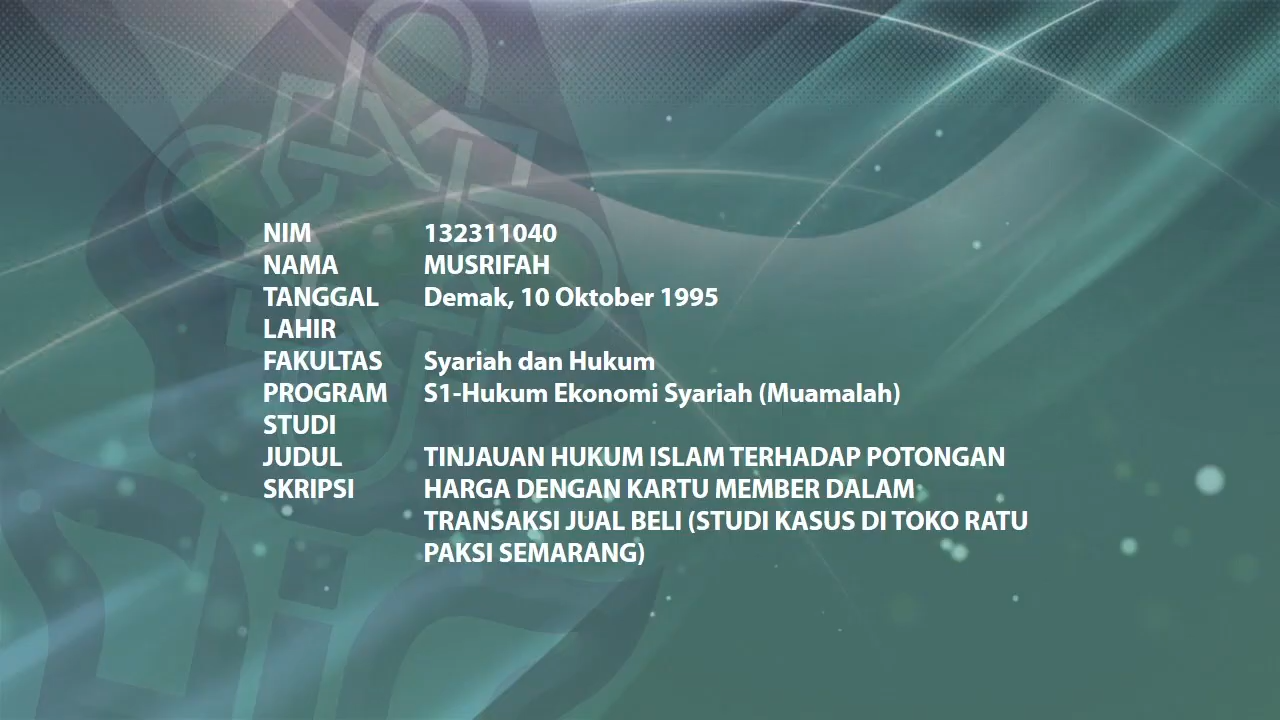 NIM 132311040
NAMA MUSRIFAH
TANGGAL Demak, 10 Oktober 1995
LAHIR
FAKULTAS Syariah dan Hukum
PROGRAM S1-Hukum Ekonomi Syariah (Muamalah)
STUDI
JUDUL TINJAUAN HUKUM ISLAM TERHADAP POTONGAN
SKRIPSI HARGA DENGAN KARTU MEMBER DALAM
TRANSAKSI JUAL BELI (STUDI KASUS DI TOKO RATU
PAKSI SEMARANG)